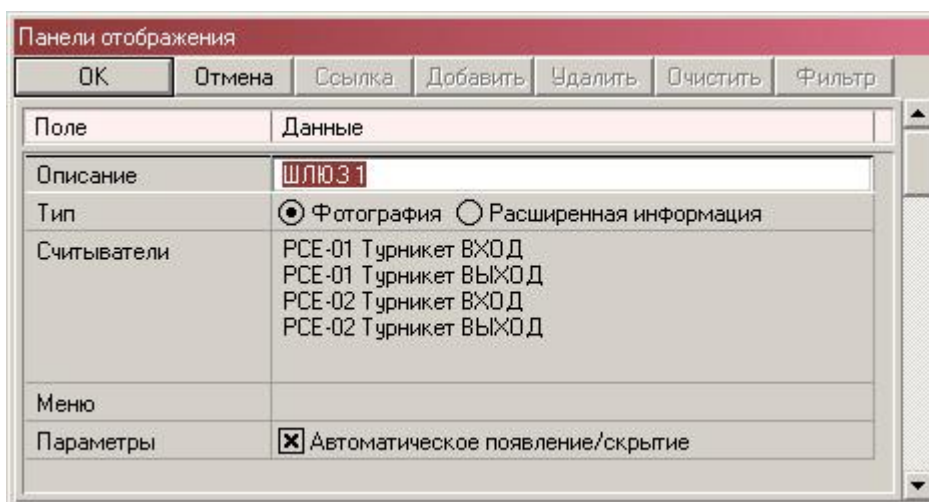 Панели отображения
ОК Отмена Ссылка Добавить Удалить Очистить Фильтр
Поле Данные
Описание ШЛЮЗ 1
Тип Фотография Расширенная информация
Считыватели PCE-01 Турникет ВХОД
PCE-01 Турникет ВЫХОД
PCE-02 Турникет ВХОД
PCE-02 Турникет ВЫХОД
Меню
Параметры Автоматическое появление/скрытие